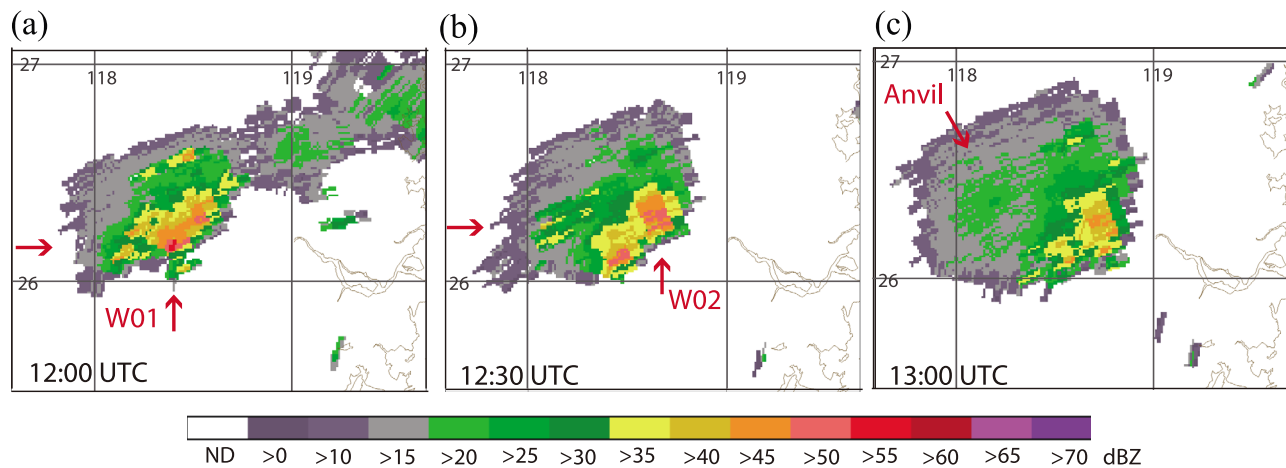 (a)
27
118
119
26
W01
12:00 UTC
(b)
27
118
119
26
W02
12:30 UTC
(c)
27
118
119
Anvil
26
13:00 UTC
ND >0 >10 >15 >20 >25 >30 >35 >40 >45 >50 >55 >60 >65 >70 dBZ